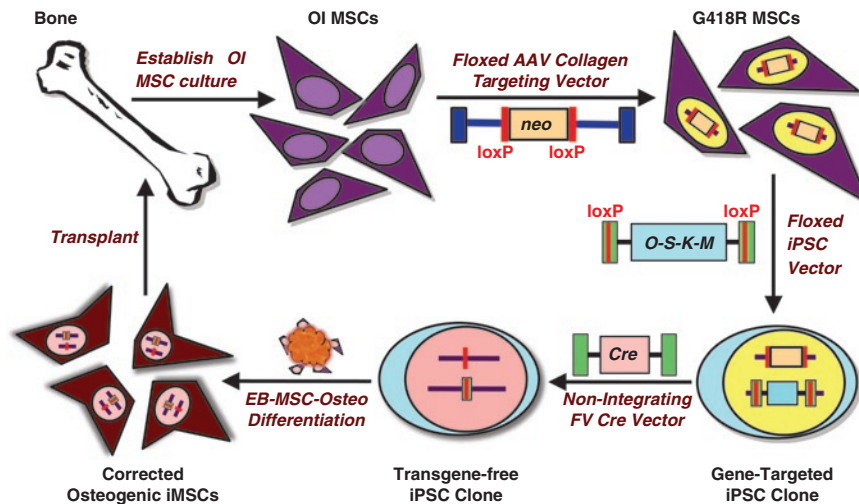 Bone
OI MSCs
G418R MSCs
Establish OI
MSC culture
Floxed AAV Collagen
Targeting Vector
neo
loxP loxP
loxP loxP
O-S-K-M
Floxed
iPSC
Vector
Transplant
Cre
EB-MSC-Osteo
Differentiation
Non-Integrating
FV Cre Vector
Corrected
Osteogenic iMSCs
Transgene-free
iPSC Clone
Gene-Targeted
iPSC Clone